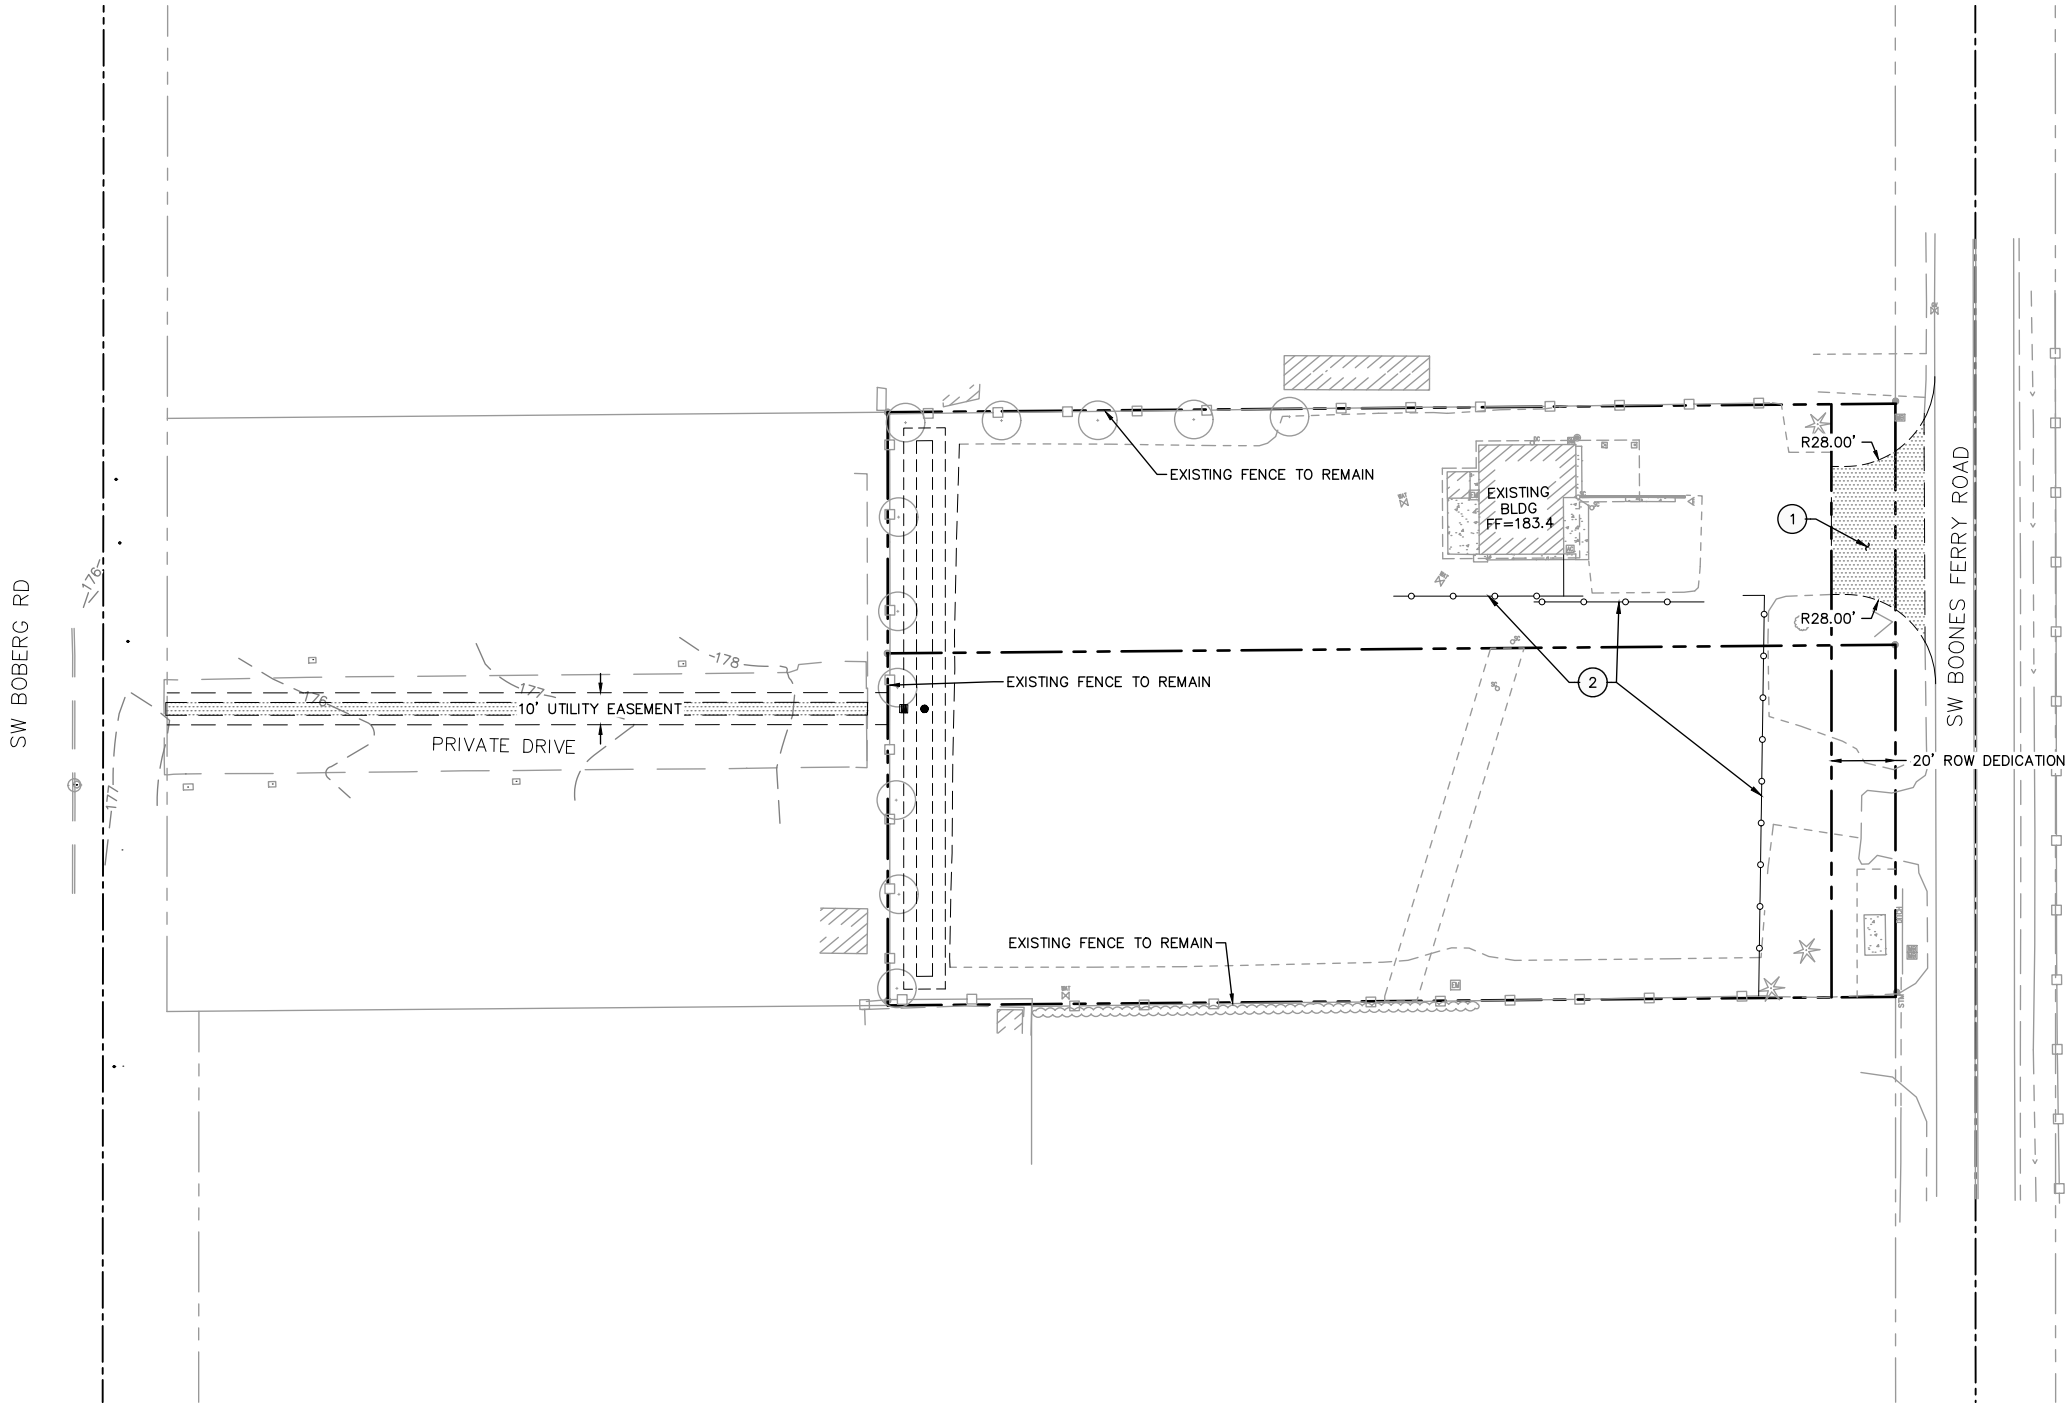 SW BOBERG RD
-176-
-177-
176
-177-
-178
10' UTILITY EASEMENT
PRIVATE DRIVE
EXISTING FENCE TO REMAIN
EXISTING FENCE TO REMAIN
EXISTING FENCE TO REMAIN
EXISTING
BLDG
FF=183.4
R28.00'
1
R28.00'
2
20' ROW DEDICATION
SW BOONES FERRY ROAD
EM